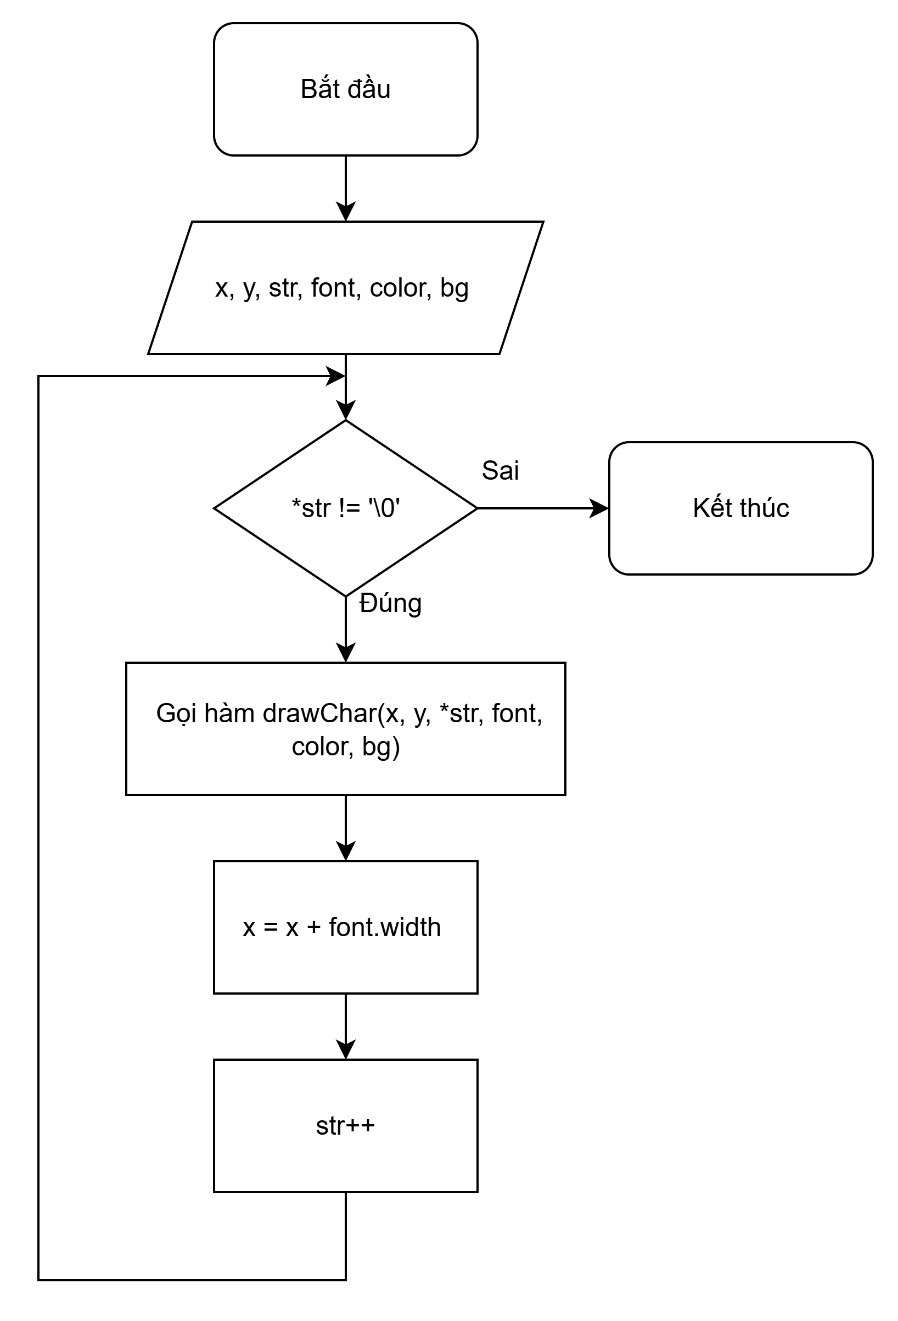 Bắt đầu
x, y, str, font, color, bg
*str != '\0'
Sai
Kết thúc
Đúng
Gọi hàm drawChar(x, y, *str, font,
color, bg)
x = x + font.width
str++